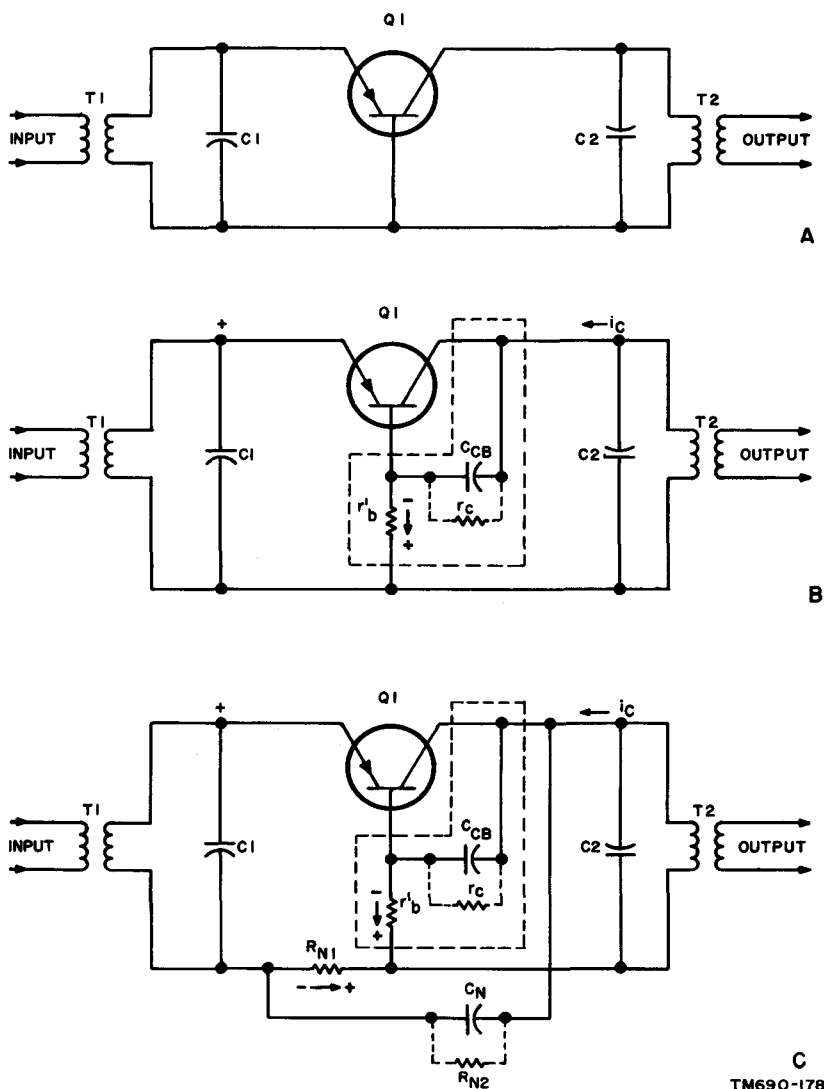 Q1
T1
INPUT
C1
C2
T2
OUTPUT
A
Q1
+
← iC
T1
INPUT
C1
CCB
rc
r'b
-
+
C2
T2
OUTPUT
B
Q1
+
← iC
T1
INPUT
C1
CCB
rc
-
r'b
+
C2
T2
OUTPUT
RN1
- → +
CN
RN2
C
TM690-178